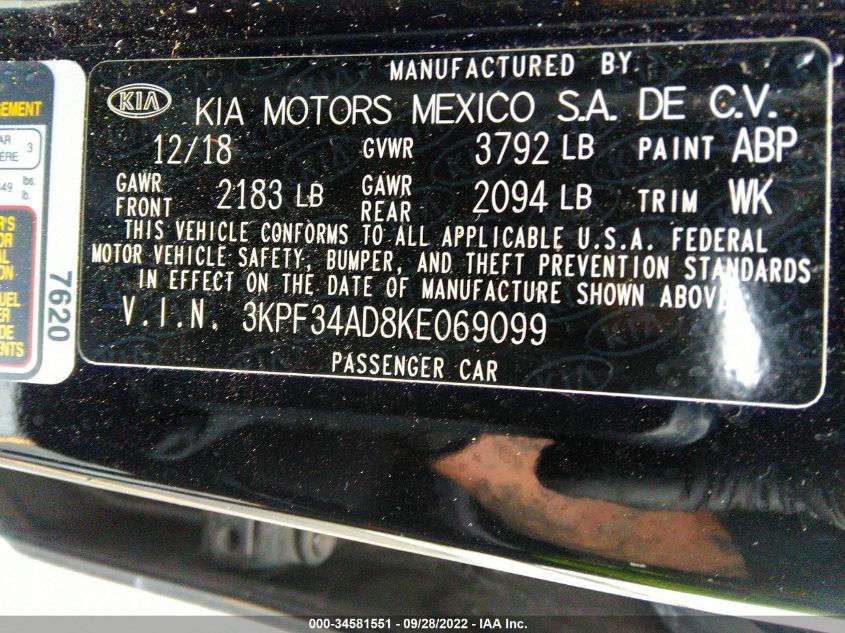 MANUFACTURED BY
KIA KIA MOTORS MEXICO S.A. DE C.V.
12/18 GVWR 3792 LB PAINT ABP
GAWR FRONT 2183 LB GAWR REAR 2094 LB TRIM WK
THIS VEHICLE CONFORMS TO ALL APPLICABLE U.S.A. FEDERAL
MOTOR VEHICLE SAFETY, BUMPER, AND THEFT PREVENTION STANDARDS
IN EFFECT ON THE DATE OF MANUFACTURE SHOWN ABOVE
V.I.N. 3KPF34AD8KE069099
PASSENGER CAR
7620
3
lbs.
lb.
000-34581551 | 09/28/2022 - IAA Inc.